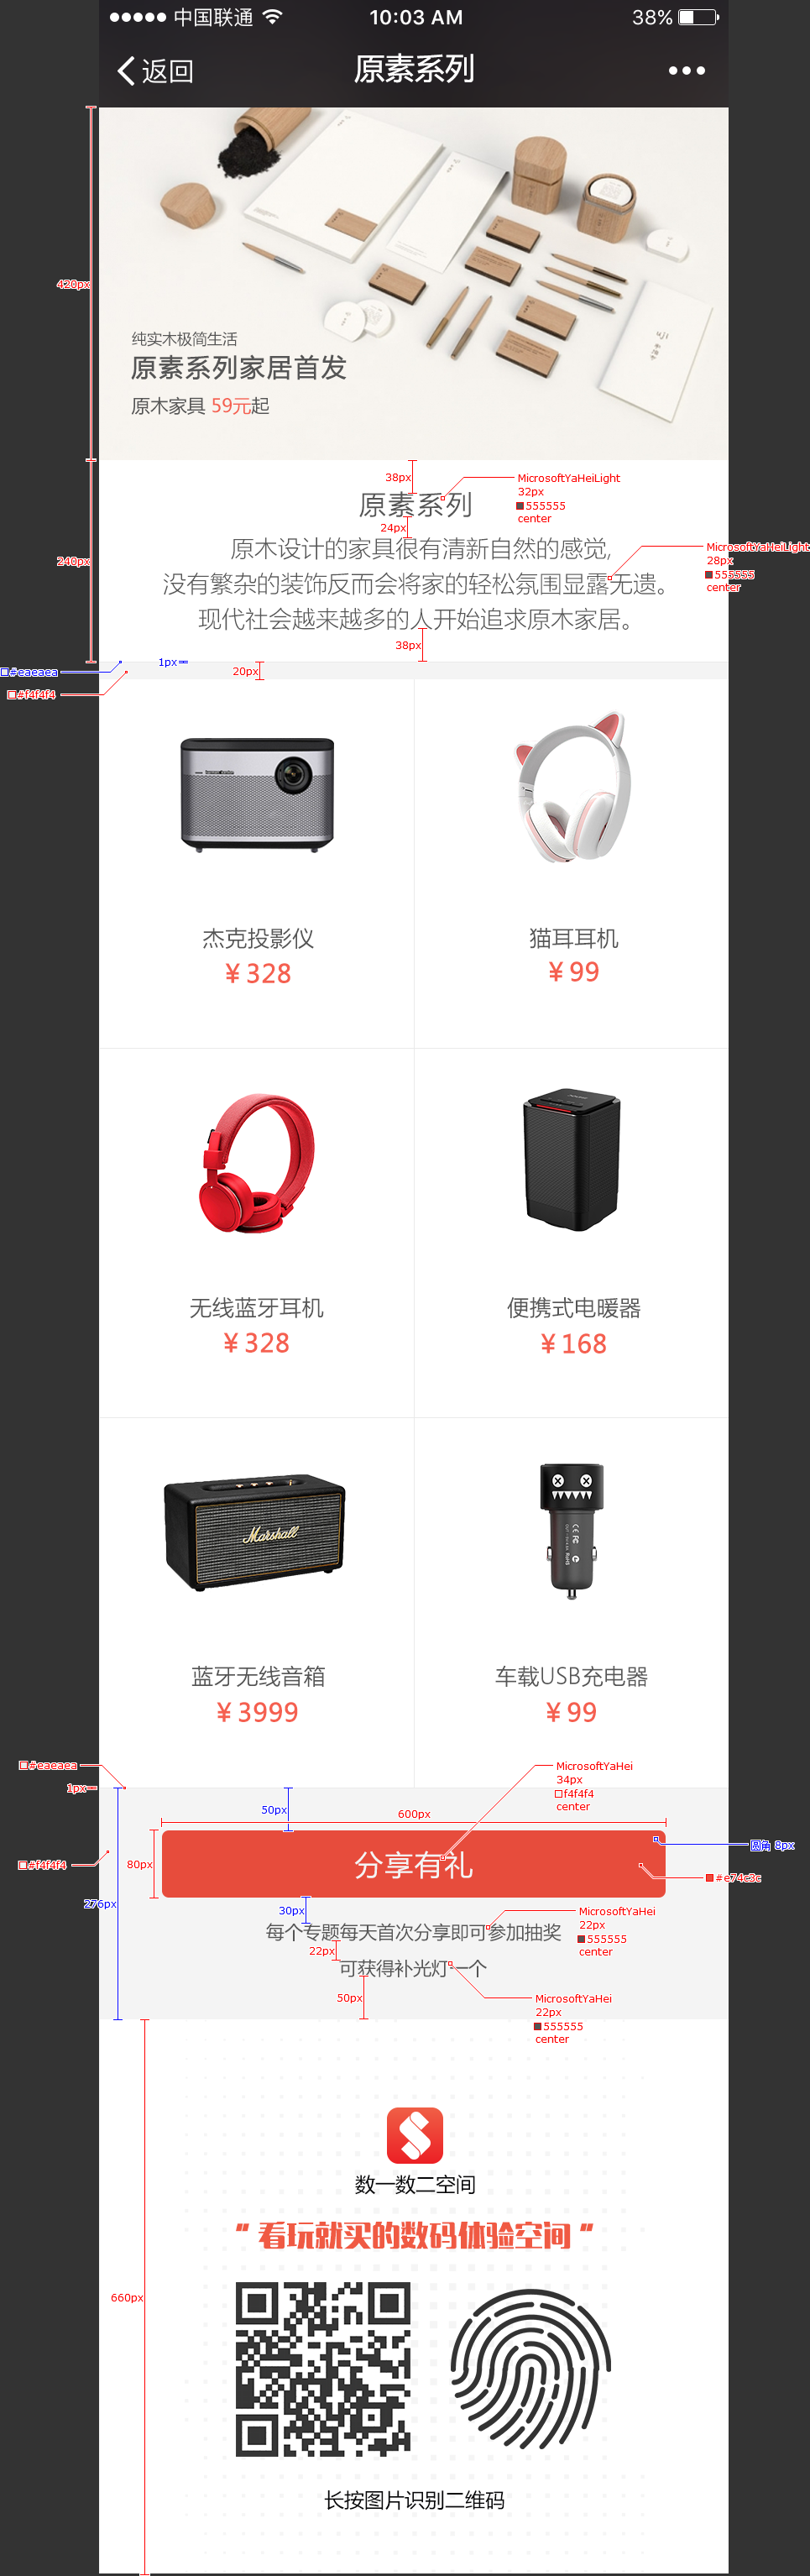 中国联通
10:03 AM
38%
返回
原素系列
纯实木极简生活
原素系列家居首发
原木家具 59元起
420px
38px
MicrosoftYaHeiLight
32px
555555
center
原素系列
24px
原木设计的家具很有清新自然的感觉,
没有繁杂的装饰反而会将家的轻松氛围显露无遗。
现代社会越来越多的人开始追求原木家居。
MicrosoftYaHeiLight
28px
555555
center
240px
38px
#eaeaea
1px
20px
#f4f4f4
杰克投影仪
¥ 328
猫耳耳机
¥ 99
无线蓝牙耳机
¥ 328
便携式电暖器
¥ 168
Marshall
蓝牙无线音箱
¥ 3999
车载USB充电器
¥ 99
#eaeaea
1px
MicrosoftYaHei
34px
f4f4f4
center
50px
600px
圆角 8px
80px
分享有礼
#f4f4f4
#e74c3c
276px
30px
每个专题每天首次分享即可参加抽奖
MicrosoftYaHei
22px
555555
center
22px
可获得补光灯一个
50px
MicrosoftYaHei
22px
555555
center
数一数二空间
" 看玩就买的数码体验空间 "
660px
长按图片识别二维码